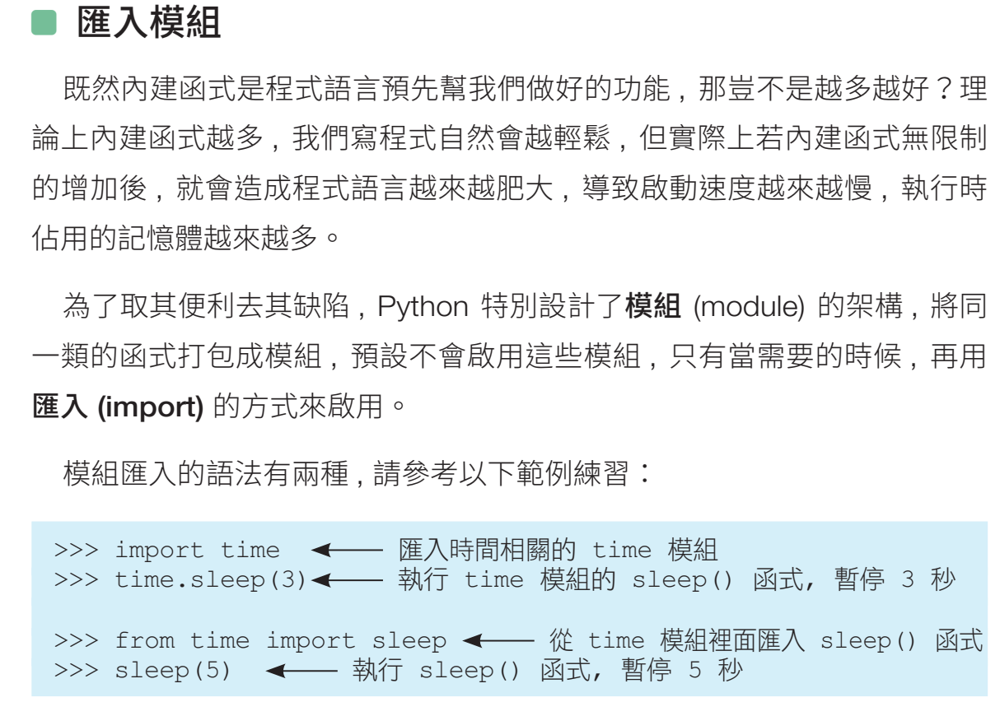 匯入模組
既然內建函式是程式語言預先幫我們做好的功能，那豈不是越多越好？理
論上內建函式越多，我們寫程式自然會越輕鬆，但實際上若內建函式無限制
的增加後，就會造成程式語言越來越肥大，導致啟動速度越來越慢，執行時
佔用的記憶體越來越多。
為了取其便利去其缺陷，Python 特別設計了模組 (module) 的架構，將同
一類的函式打包成模組，預設不會啟用這些模組，只有當需要的時候，再用
匯入 (import) 的方式來啟用。
模組匯入的語法有兩種，請參考以下範例練習：
>>> import time 匯入時間相關的 time 模組
>>> time.sleep(3) 執行 time 模組的 sleep() 函式, 暫停 3 秒
>>> from time import sleep 從 time 模組裡面匯入 sleep() 函式
>>> sleep(5) 執行 sleep() 函式, 暫停 5 秒